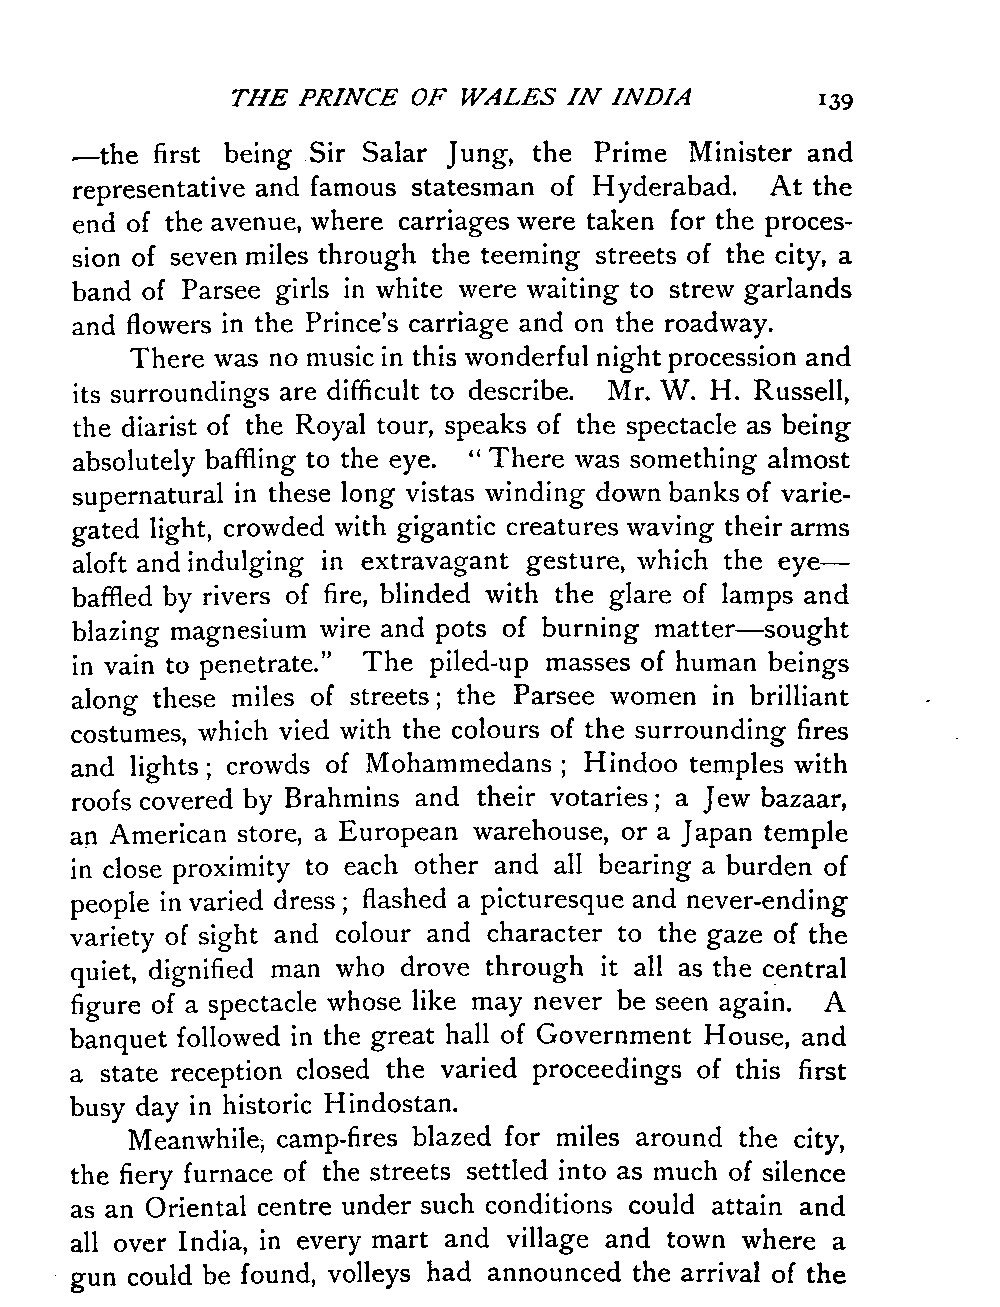 THE PRINCE OF WALES IN INDIA 139
—the first being Sir Salar Jung, the Prime Minister and
representative and famous statesman of Hyderabad. At the
end of the avenue, where carriages were taken for the proces-
sion of seven miles through the teeming streets of the city, a
band of Parsee girls in white were waiting to strew garlands
and flowers in the Prince's carriage and on the roadway.
There was no music in this wonderful night procession and
its surroundings are difficult to describe. Mr. W. H. Russell,
the diarist of the Royal tour, speaks of the spectacle as being
absolutely baffling to the eye. “ There was something almost
supernatural in these long vistas winding down banks of varie-
gated light, crowded with gigantic creatures waving their arms
aloft and indulging in extravagant gesture, which the eye—
baffled by rivers of fire, blinded with the glare of lamps and
blazing magnesium wire and pots of burning matter—sought
in vain to penetrate.” The piled-up masses of human beings
along these miles of streets ; the Parsee women in brilliant
costumes, which vied with the colours of the surrounding fires
and lights ; crowds of Mohammedans ; Hindoo temples with
roofs covered by Brahmins and their votaries ; a Jew bazaar,
an American store, a European warehouse, or a Japan temple
in close proximity to each other and all bearing a burden of
people in varied dress ; flashed a picturesque and never-ending
variety of sight and colour and character to the gaze of the
quiet, dignified man who drove through it all as the central
figure of a spectacle whose like may never be seen again. A
banquet followed in the great hall of Government House, and
a state reception closed the varied proceedings of this first
busy day in historic Hindostan.
Meanwhile, camp-fires blazed for miles around the city,
the fiery furnace of the streets settled into as much of silence
as an Oriental centre under such conditions could attain and
all over India, in every mart and village and town where a
gun could be found, volleys had announced the arrival of the